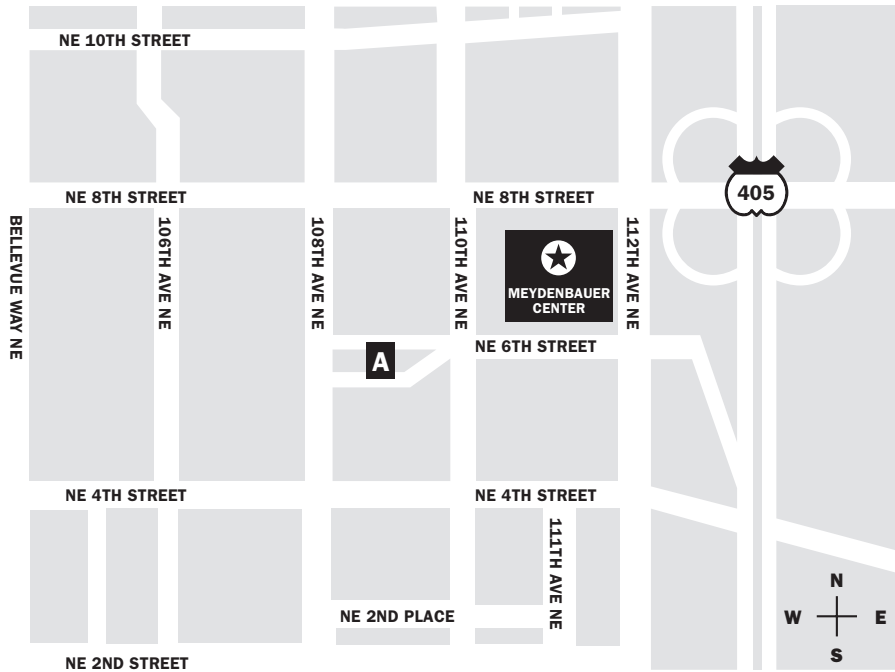 NE 10TH STREET
NE 8TH STREET
NE 8TH STREET
405
BELLEVUE WAY NE
106TH AVE NE
108TH AVE NE
110TH AVE NE
112TH AVE NE
MEYDENBAUER
CENTER
NE 6TH STREET
A
NE 4TH STREET
NE 4TH STREET
111TH AVE NE
NE 2ND PLACE
NE 2ND STREET
N
W
E
S